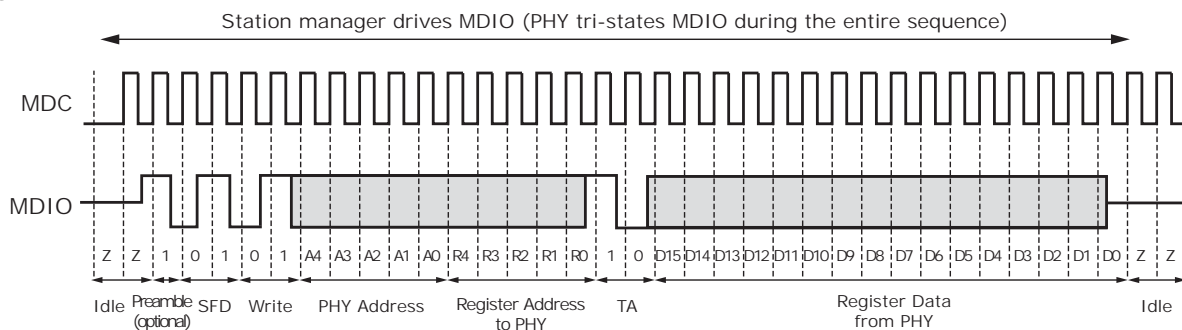 Station manager drives MDIO (PHY tri-states MDIO during the entire sequence)
MDC
MDIO
Z Z 1 0 1 0 1 A4 A3 A2 A1 A0 R4 R3 R2 R1 R0 1 0 D15 D14 D13 D12 D11 D10 D9 D8 D7 D6 D5 D4 D3 D2 D1 D0 Z Z
Idle Preamble SFD Write PHY Address Register Address TA Register Data Idle
(optional) to PHY from PHY